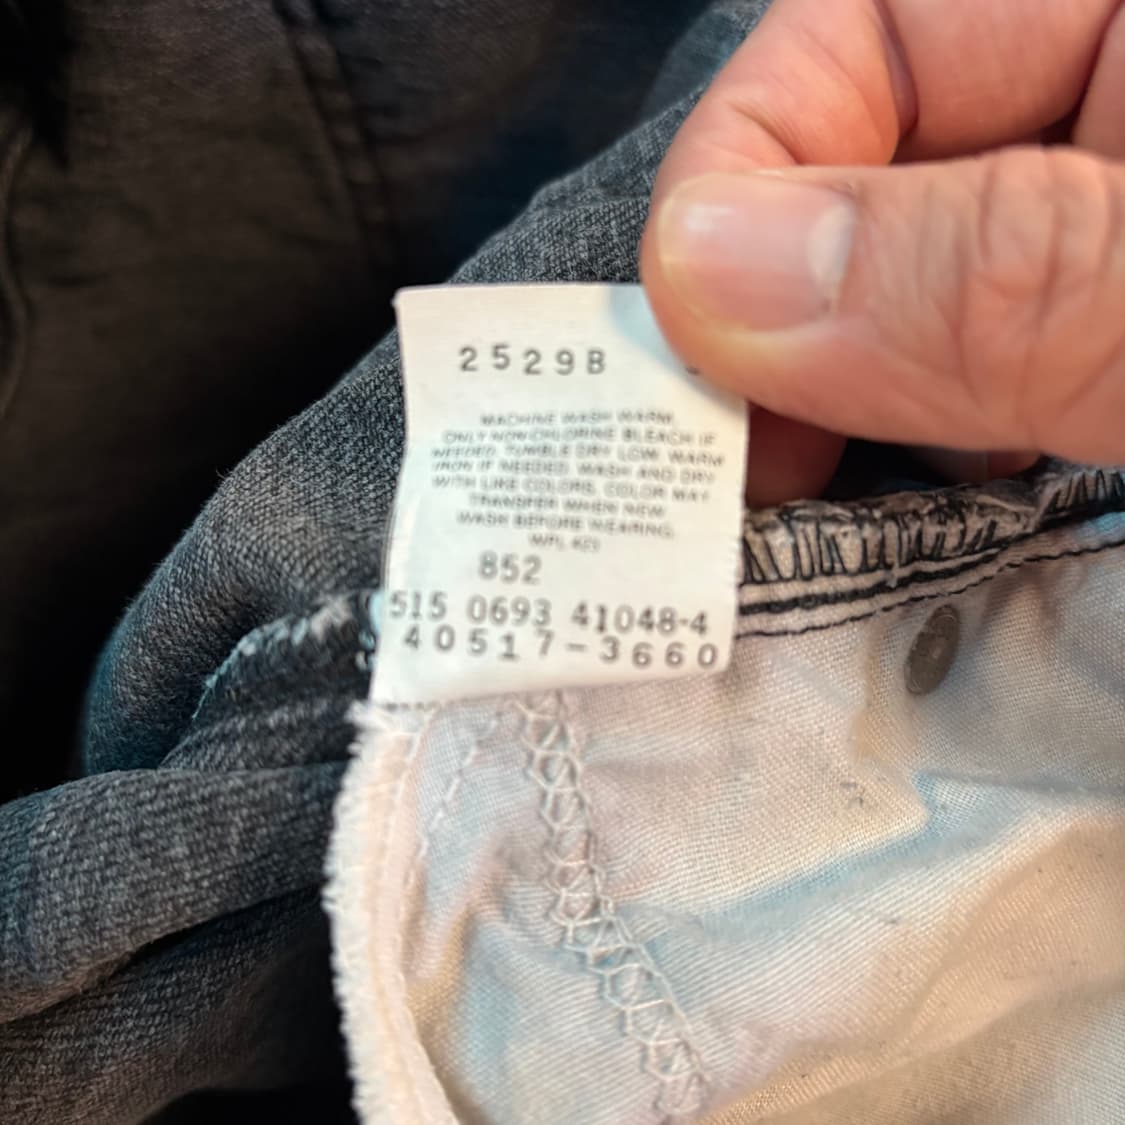 2529B
MACHINE WASH WARM
ONLY NON-CHLORINE BLEACH IF
NEEDED. TUMBLE DRY LOW. WARM
IRON IF NEEDED. WASH AND DRY
WITH LIKE COLORS. COLOR MAY
TRANSFER WHEN NEW.
WASH BEFORE WEARING.
WPL 423
852
515 0693 41048-4
40517-3660